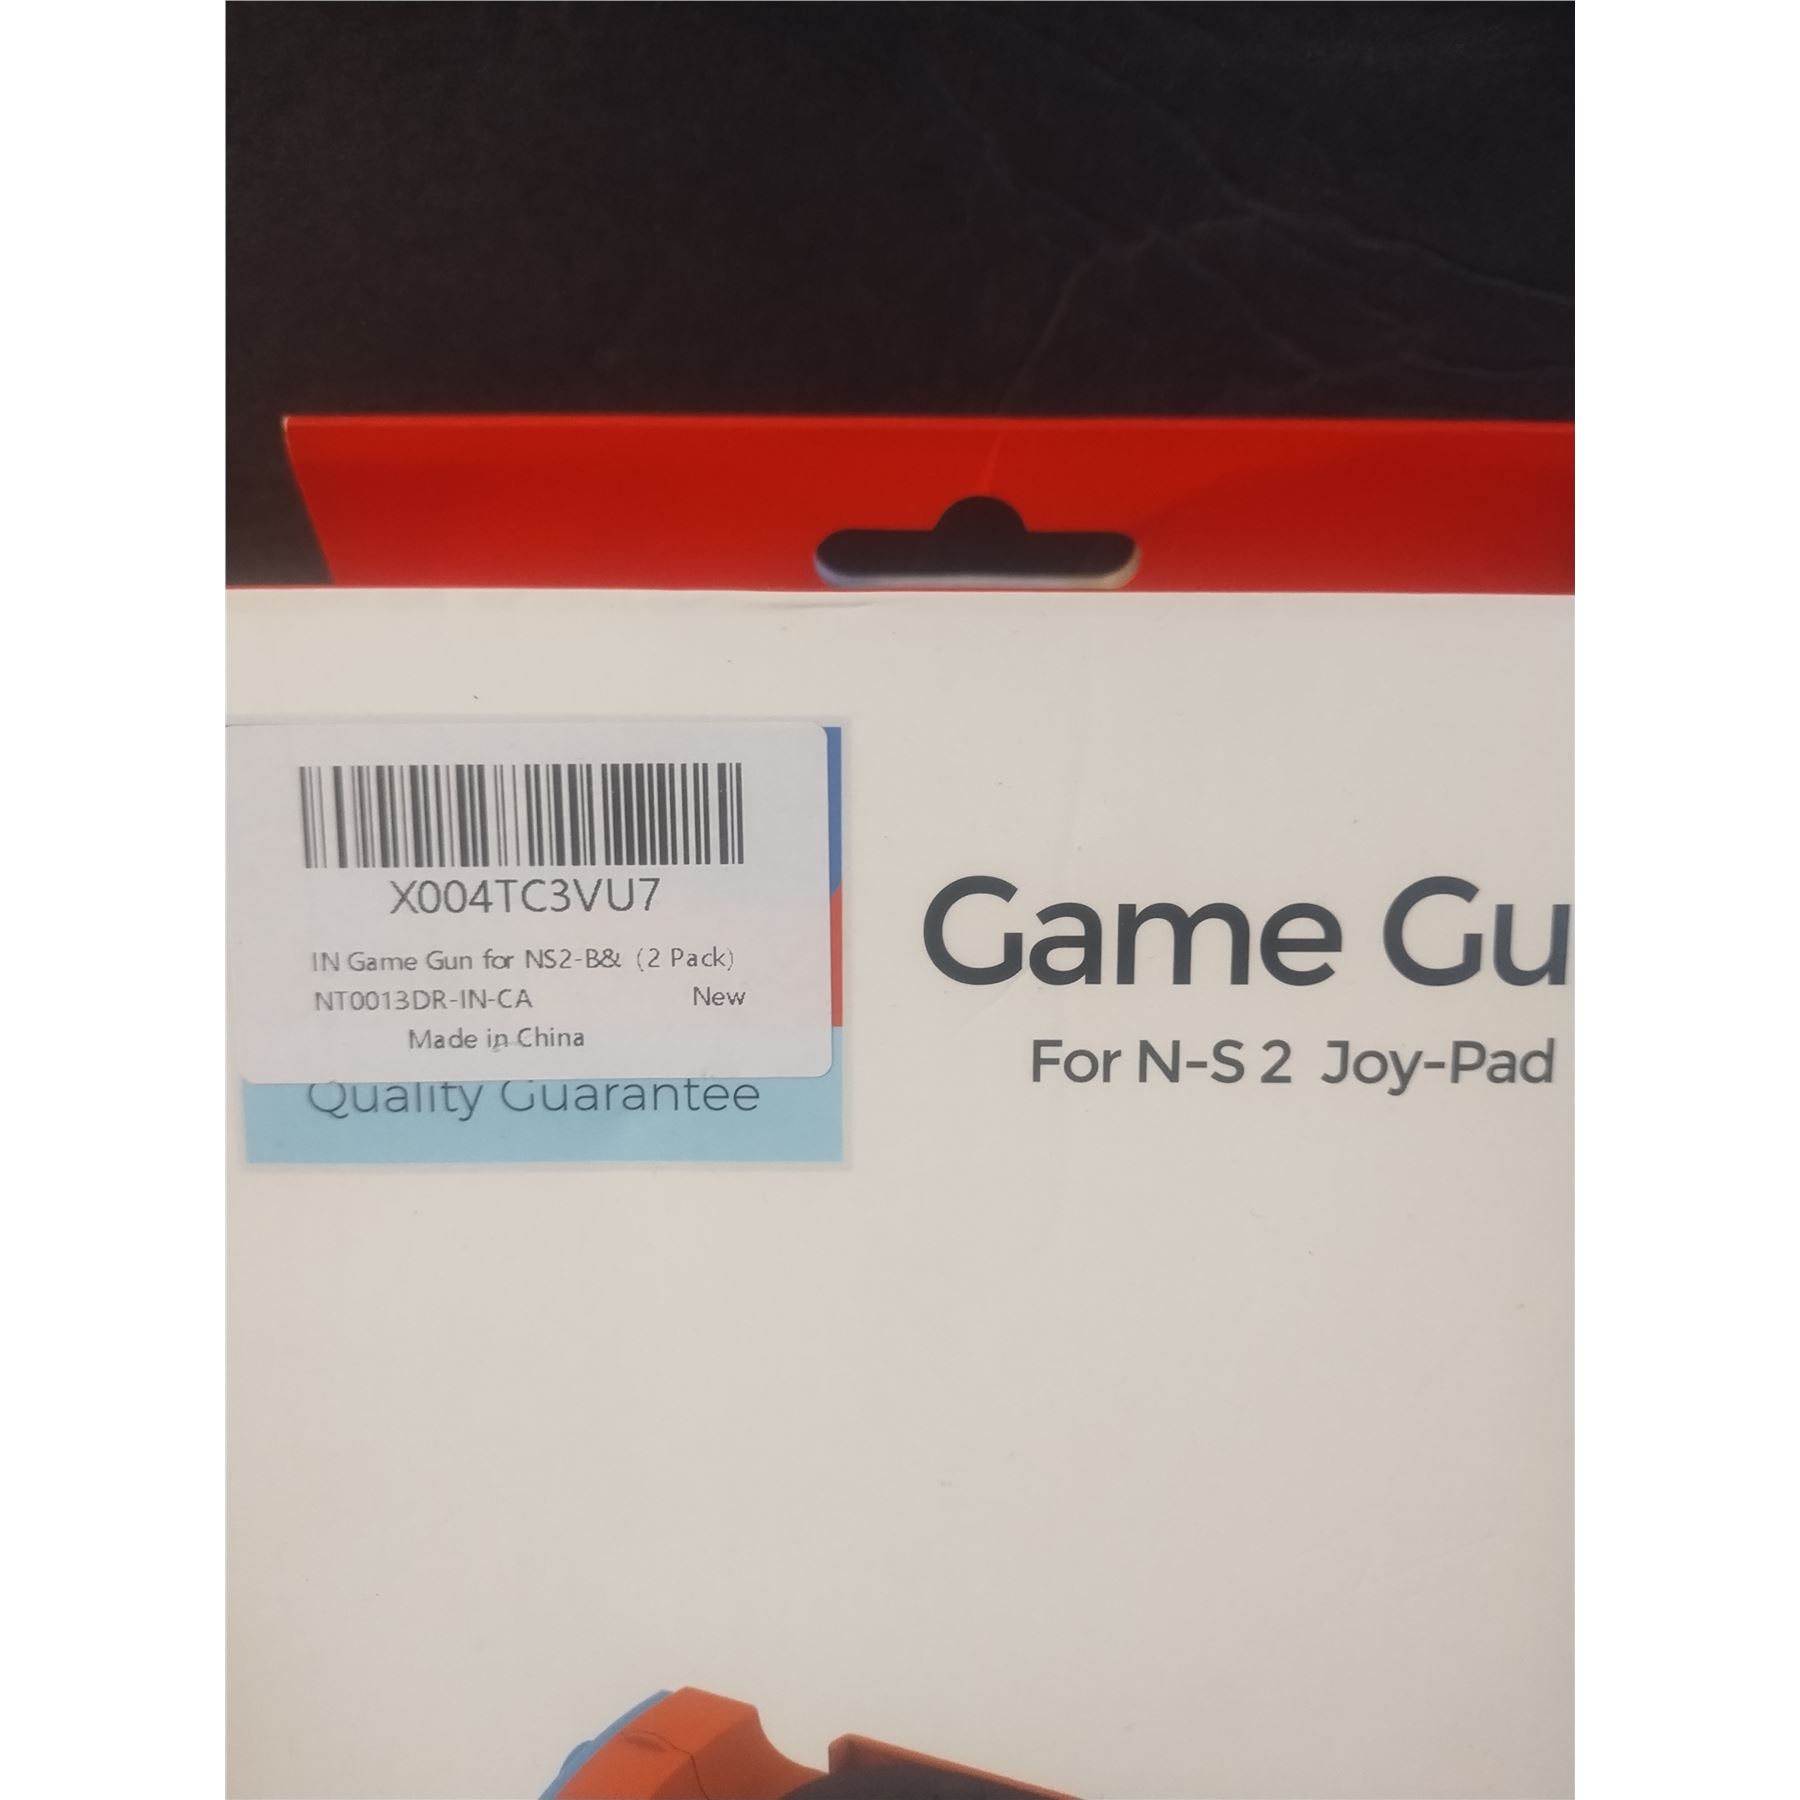 X004TC3VU7
IN Game Gun for NS2-B& (2 Pack)
NT0013DR-IN-CA New
Made in China
Quality Guarantee
Game Gu
For N-S 2 Joy-Pad